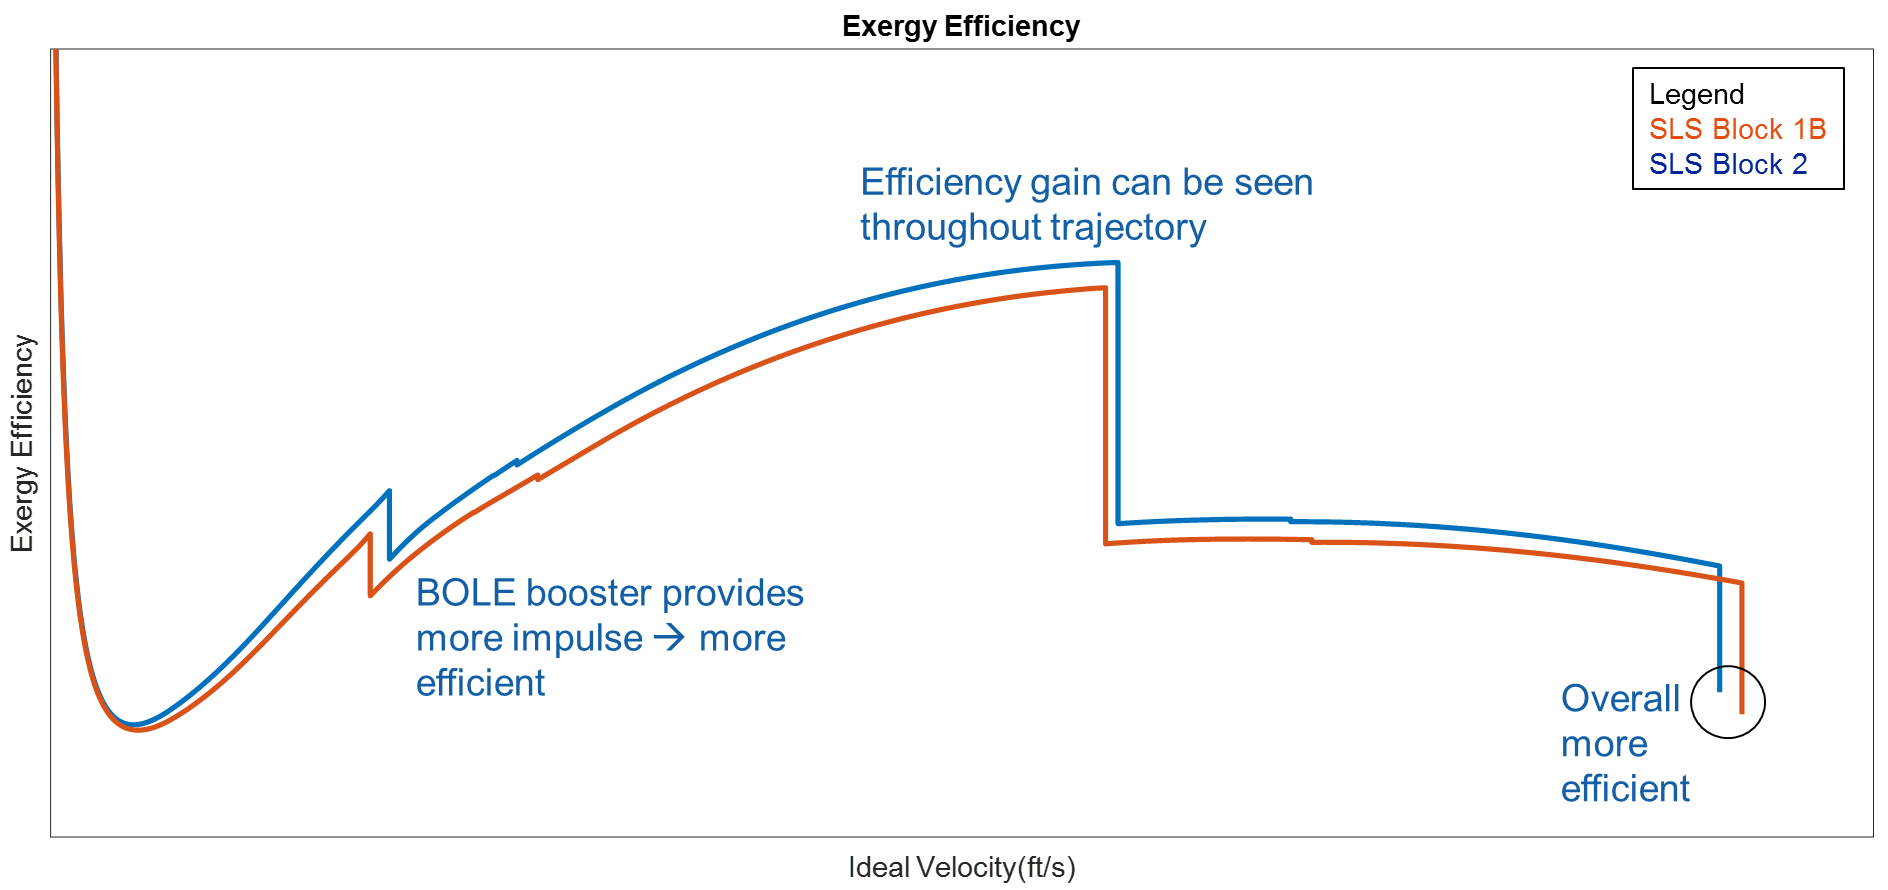 Exergy Efficiency
Legend
SLS Block 1B
SLS Block 2
Efficiency gain can be seen
throughout trajectory
Exergy Efficiency
BOLE booster provides
more impulse → more
efficient
Overall
more
efficient
Ideal Velocity(ft/s)